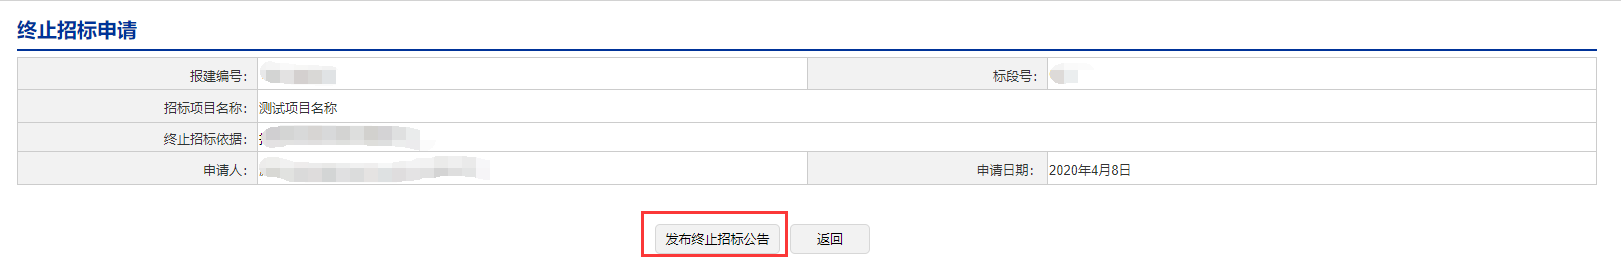 终止招标申请
报建编号: 标段号:
招标项目名称: 测试项目名称
终止招标依据:
申请人: 申请日期: 2020年4月8日
发布终止招标公告 返回